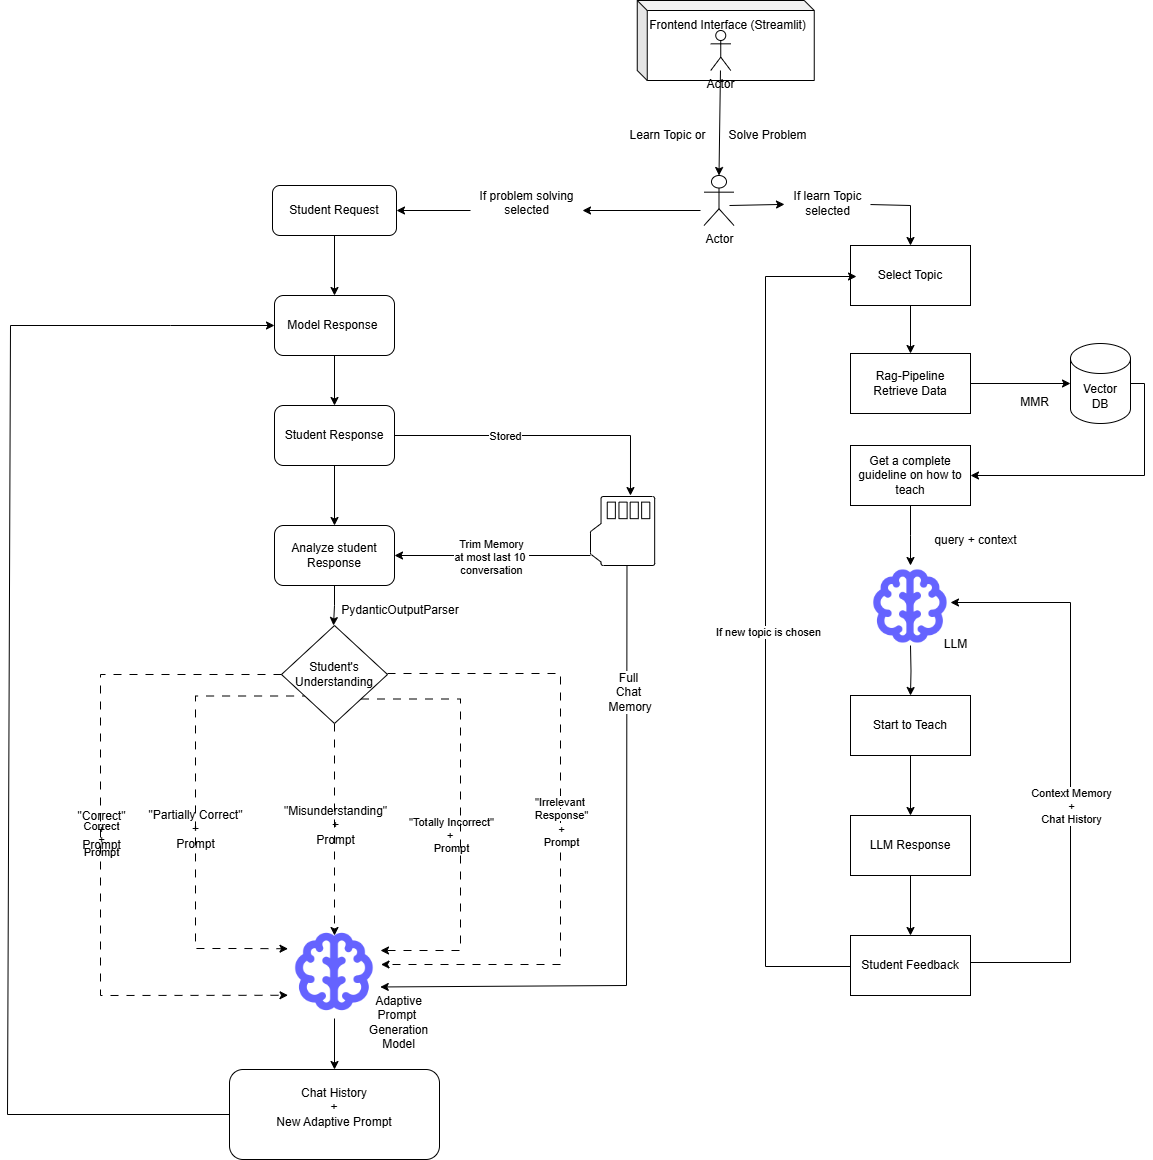 Frontend Interface (Streamlit)
Actor
Learn Topic or
Solve Problem
Actor
If problem solving
selected
If learn Topic
selected
Student Request
Model Response
Student Response
Stored
Analyze student
Response
Trim Memory
at most last 10
conversation
PydanticOutputParser
Student's
Understanding
Full
Chat
Memory
"Correct"
+
Prompt
Correct
+
Prompt
"Partially Correct"
+
Prompt
"Misunderstanding"
+
Prompt
"Totally Incorrect"
+
Prompt
"Irrelevant
Response"
+
Prompt
Adaptive
Prompt
Generation
Model
Chat History
+
New Adaptive Prompt
Select Topic
Rag-Pipeline
Retrieve Data
MMR
Vector
DB
Get a complete
guideline on how to
teach
query + context
LLM
If new topic is chosen
Start to Teach
LLM Response
Context Memory
+
Chat History
Student Feedback